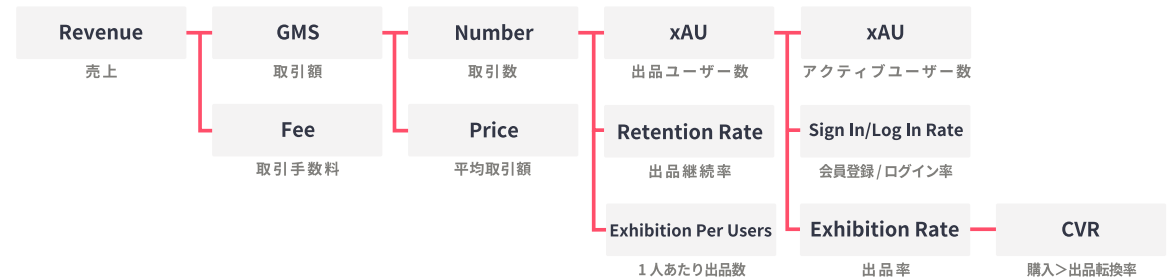 Revenue
売上
GMS
取引額
Number
取引数
xAU
出品ユーザー数
xAU
アクティブユーザー数
Fee
取引手数料
Price
平均取引額
Retention Rate
出品継続率
Sign In/Log In Rate
会員登録 / ログイン率
Exhibition Per Users
1 人あたり出品数
Exhibition Rate
出品率
CVR
購入＞出品転換率